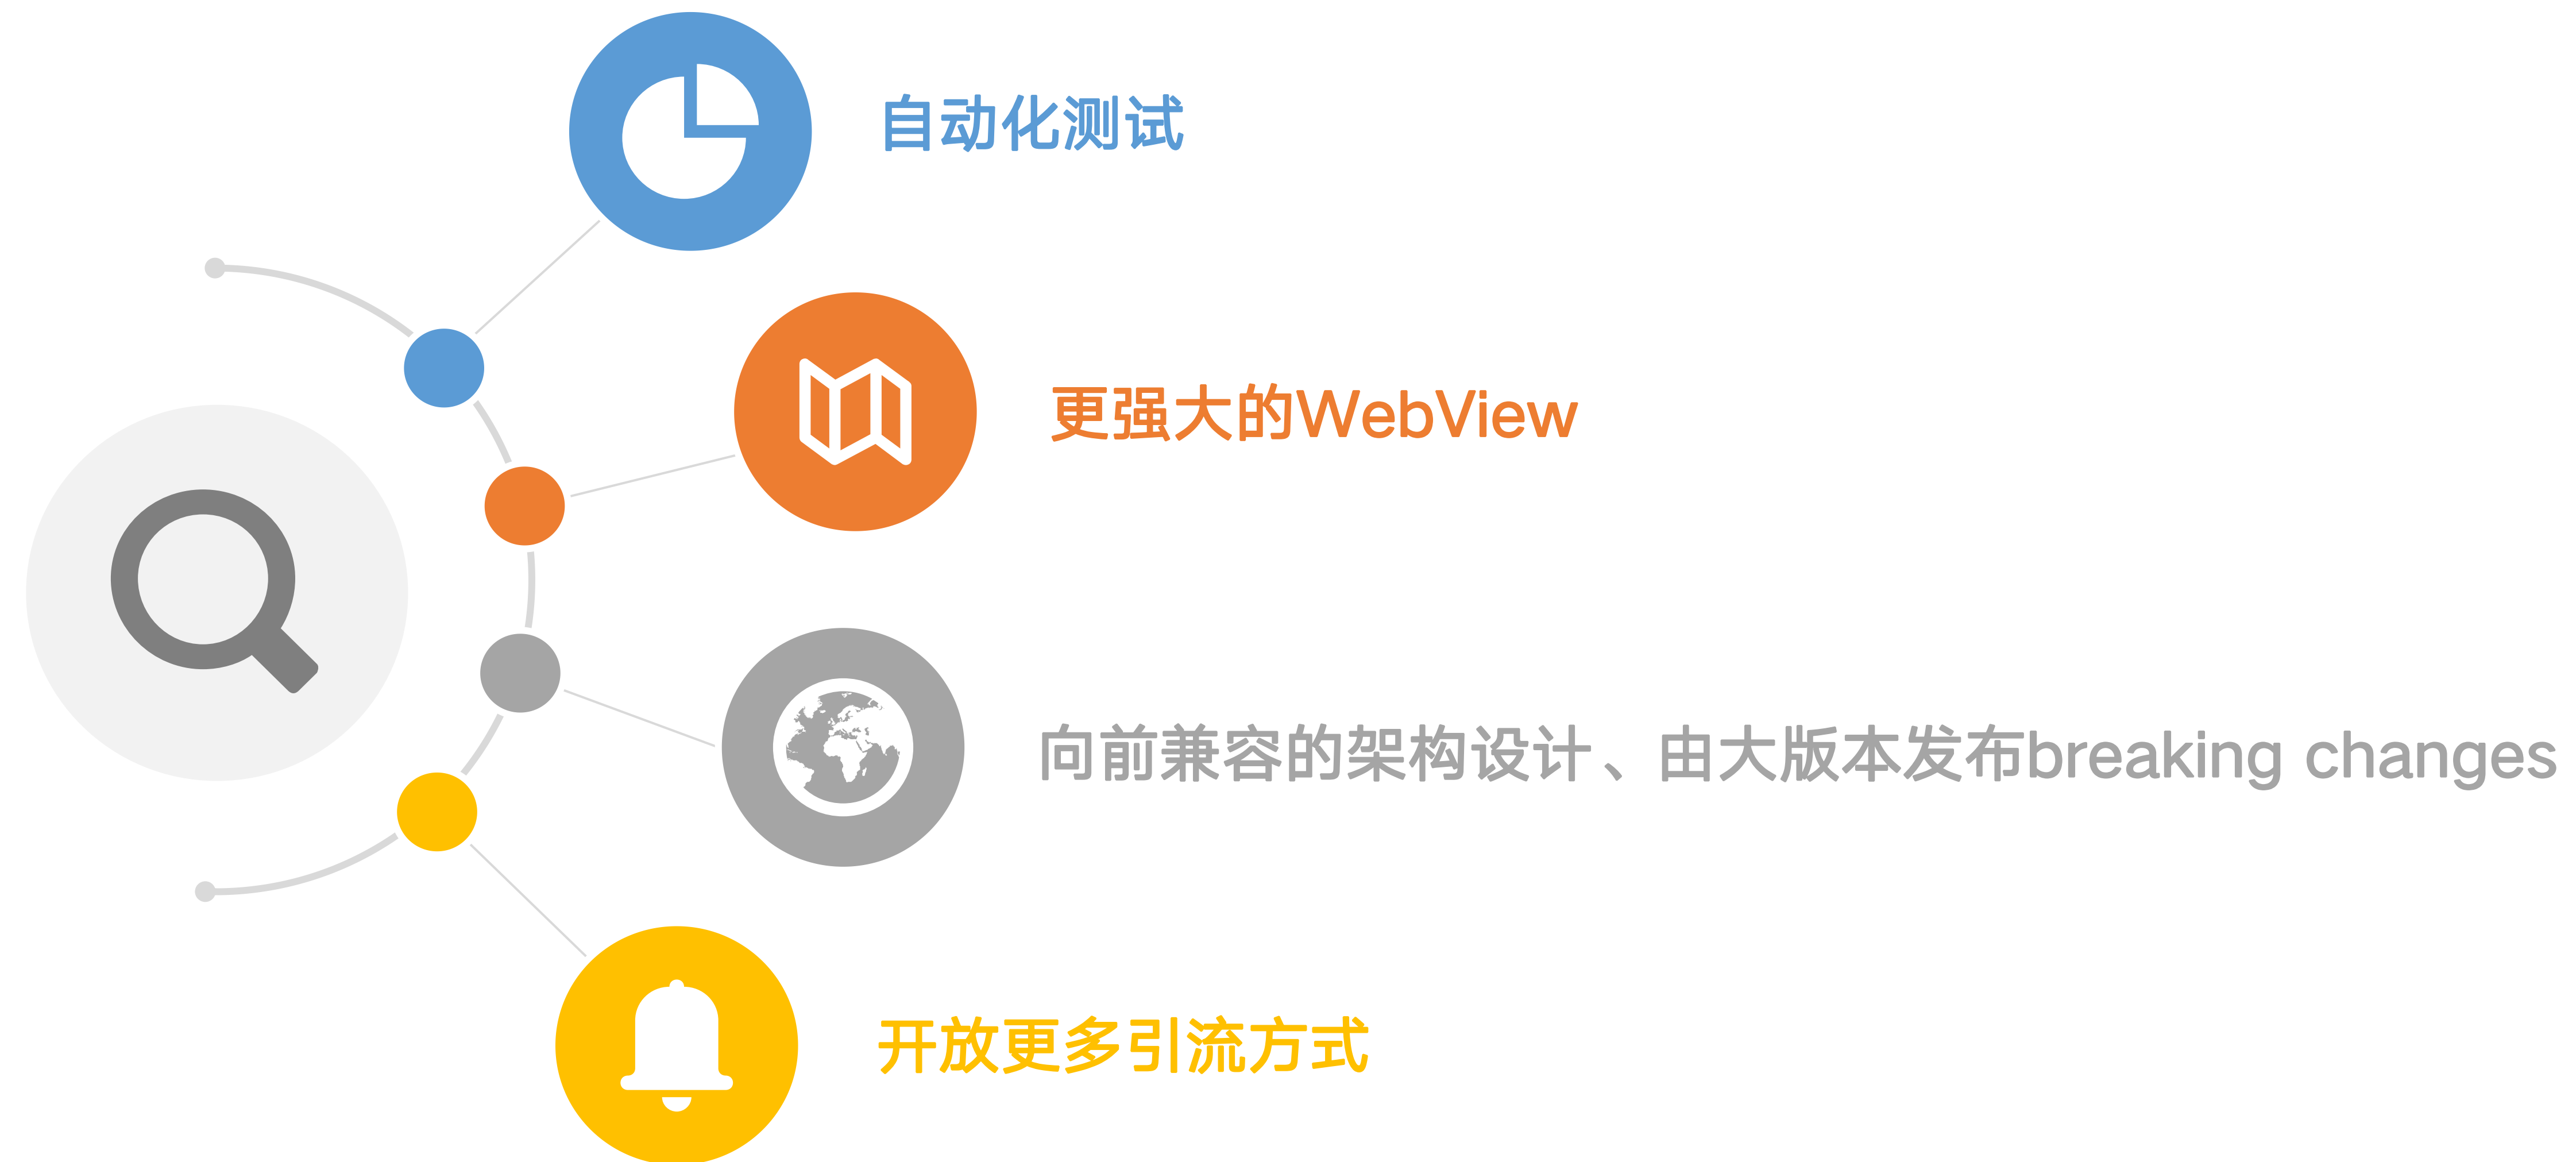 自动化测试
更强大的WebView
向前兼容的架构设计、由大版本发布breaking changes
开放更多引流方式